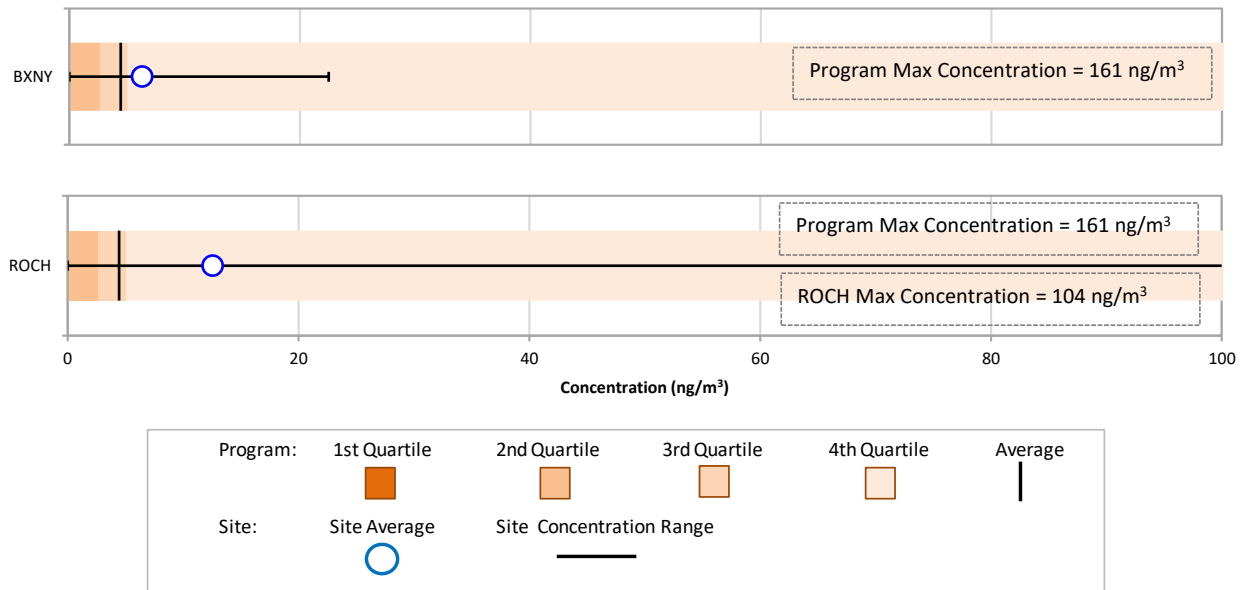 BXNY
Program Max Concentration = 161 ng/m³
ROCH
Program Max Concentration = 161 ng/m³
ROCH Max Concentration = 104 ng/m³
0 20 40 60 80 100
Concentration (ng/m³)
Program: 1st Quartile 2nd Quartile 3rd Quartile 4th Quartile Average
Site: Site Average Site Concentration Range